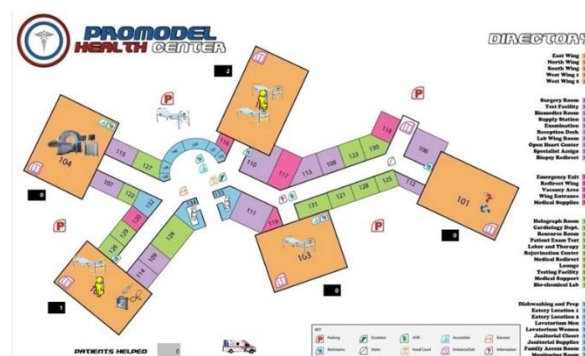 PROMODEL
HEALTH CENTER
DIRECTORY
East Wing
North Wing
South Wing
West Wing 1
West Wing 2
Surgery Room
Test Facility
Biomedics Room
Supply Station
Examination
Reception Desk
Lab Wing Room
Open Heart Center
Specialist Assign
Biopsy Redirect
Emergency Exit
Redirect Wing
Vacancy Area
Wing Entrance
Medical Supplies
Holograph Room
Cardiology Dept.
Resource Room
Patient Exam Test
Labor and Therapy
Rejuvination Center
Medical Redirect
Lounge
Testing Facility
Medical Support
Bio-chemical Lab
Dishwashing and Prep
Eatery Location 1
Eatery Location 2
Lavatorium Men
Lavatorium Women
Janitorial Closet
Janitorial Supplies
Family Access Room
2
P
P
104
115
127
116
110
117
113
108
123
130
118
106
0
107
122
132
120
126
114
109
124
134
111
119
131
121
128
125
112
101
103
P
P
0
1
0
PATIENTS HELPED 0
KEY
Parking
Escalator
ATM
Accessible
Elevator
Restrooms
Stairs
Food Court
Information